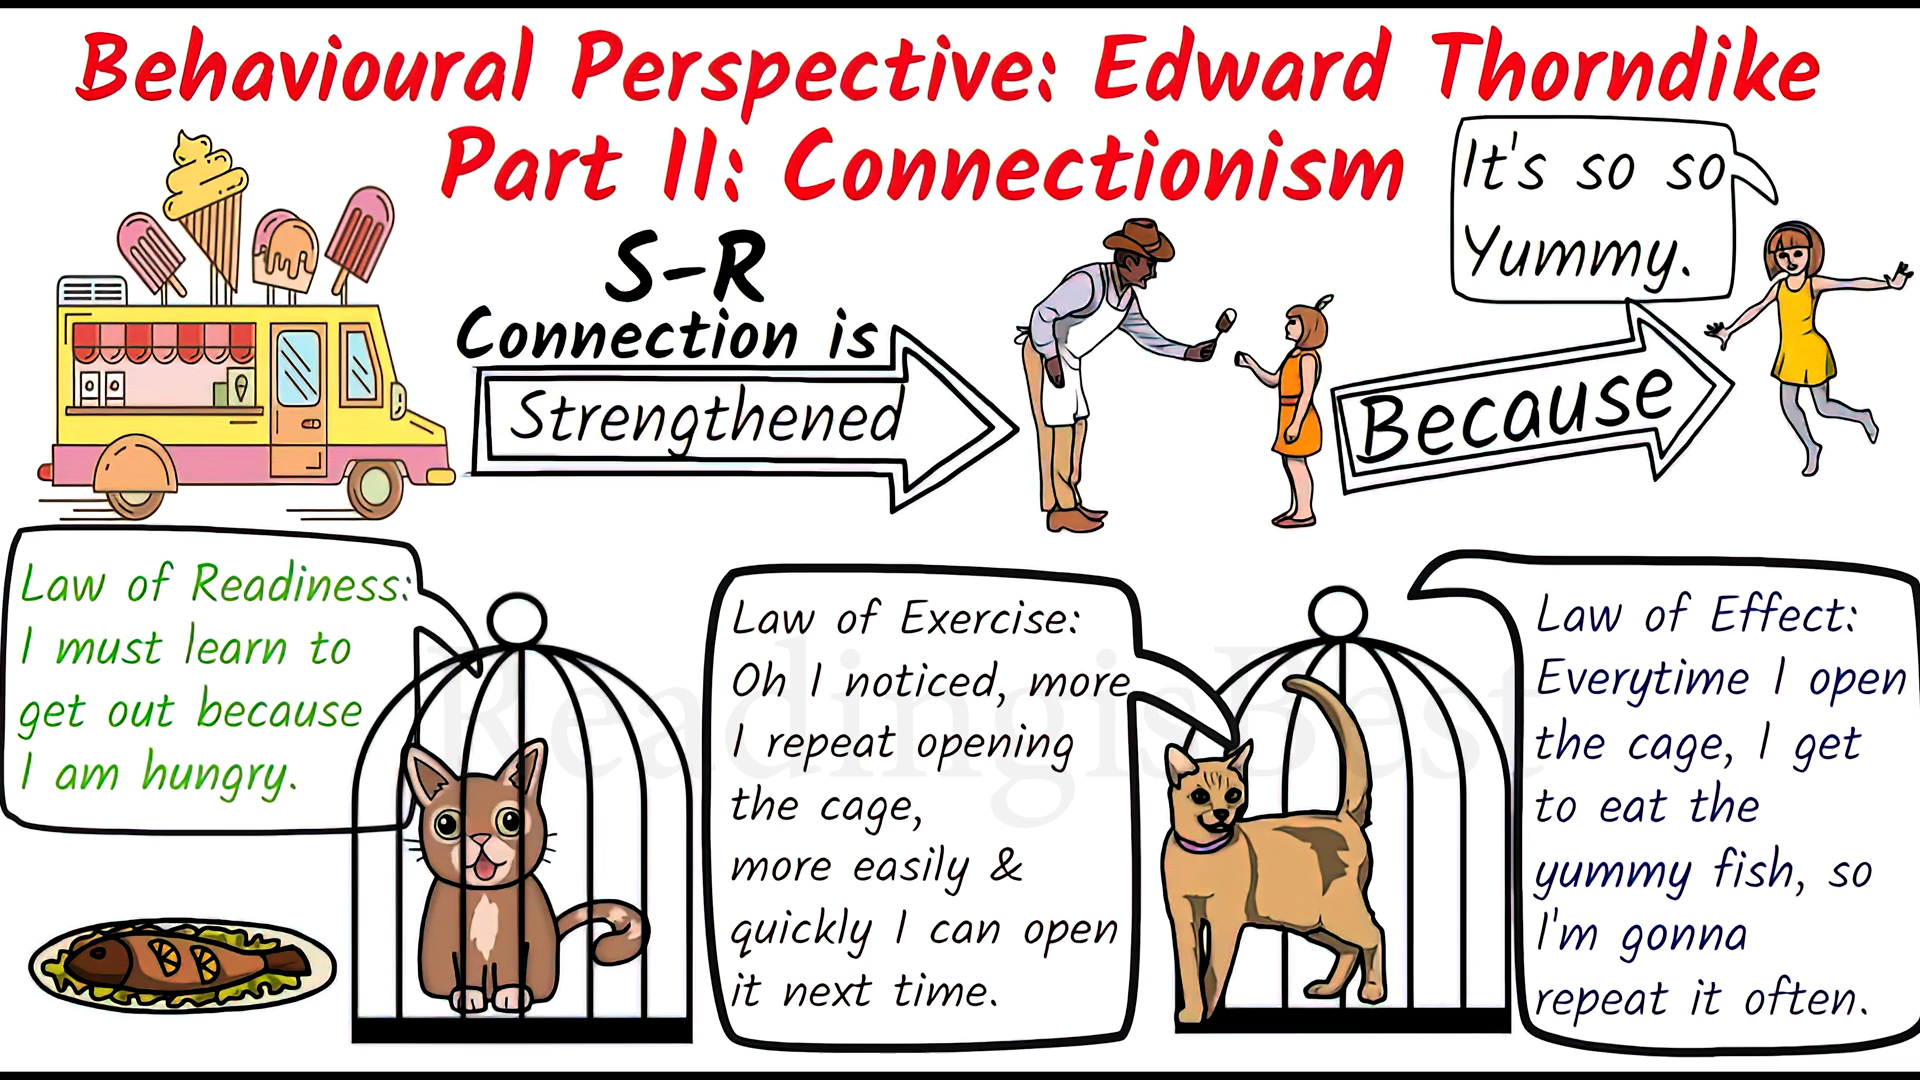 Behavioural Perspective: Edward Thorndike
Part II: Connectionism
S-R
Connection is
Strengthened
Because
It's so so
Yummy.
Law of Readiness:
I must learn to
get out because
I am hungry.
Law of Exercise:
Oh I noticed, more
I repeat opening
the cage,
more easily &
quickly I can open
it next time.
Law of Effect:
Everytime I open
the cage, I get
to eat the
yummy fish, so
I'm gonna
repeat it often.
ReadingisBest